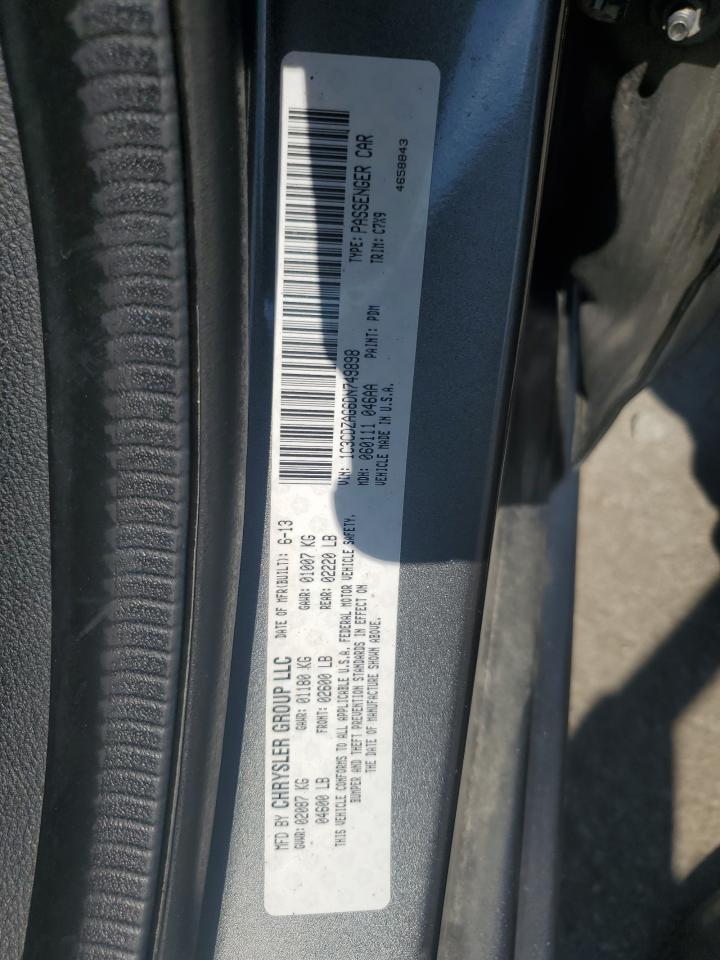 MFD BY CHRYSLER GROUP LLC DATE OF MFR(BUILT): 6-13
GVWR: 02087 KG GAWR: 01180 KG GAWR: 01007 KG
04600 LB FRONT: 02600 LB REAR: 02220 LB
THIS VEHICLE CONFORMS TO ALL APPLICABLE U.S.A. FEDERAL MOTOR VEHICLE SAFETY,
BUMPER AND THEFT PREVENTION STANDARDS IN EFFECT ON
THE DATE OF MANUFACTURE SHOWN ABOVE.
VIN: 1C3CDZAG6DN749898 TYPE: PASSENGER CAR
MDH: 060111 046AA PAINT: PDM TRIM: C7X9
VEHICLE MADE IN U.S.A.
4658843